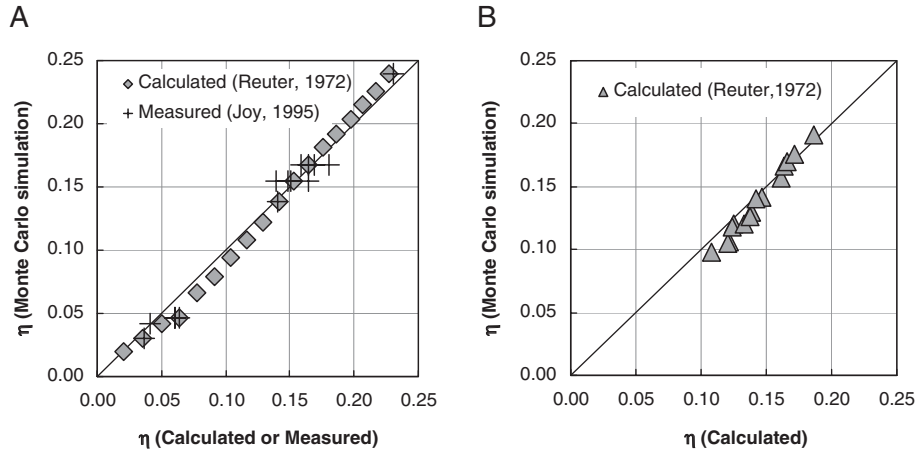 A
0.25
0.20
0.15
0.10
0.05
0.00
η (Monte Carlo simulation)
Calculated (Reuter, 1972)
Measured (Joy, 1995)
0.00 0.05 0.10 0.15 0.20 0.25
η (Calculated or Measured)
B
0.25
0.20
0.15
0.10
0.05
0.00
η (Monte Carlo simulation)
Calculated (Reuter,1972)
0.00 0.05 0.10 0.15 0.20 0.25
η (Calculated)